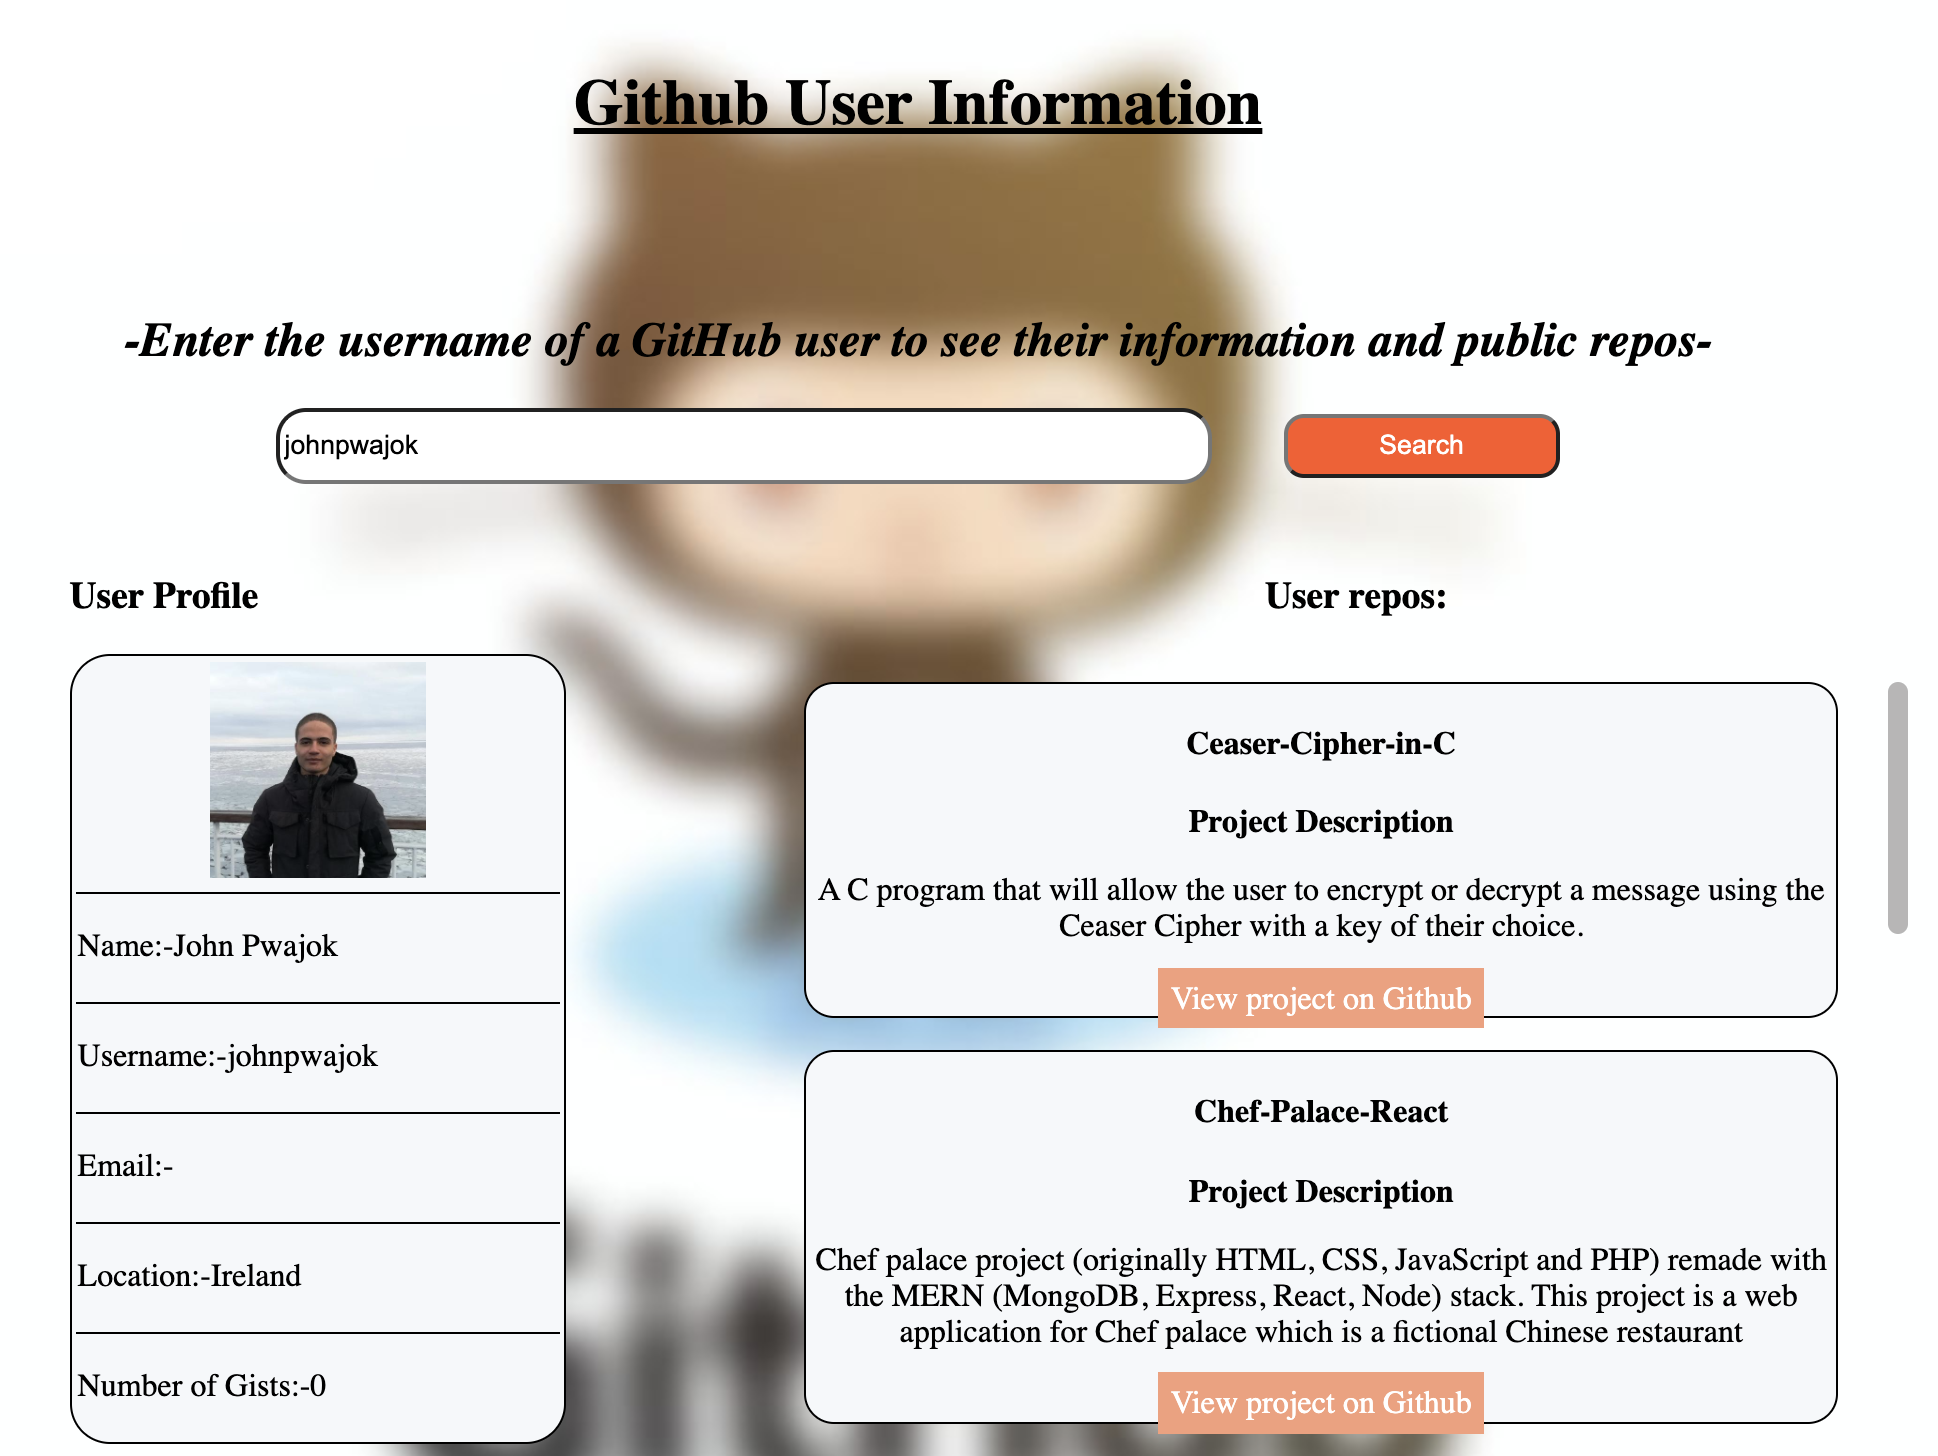 Github User Information
-Enter the username of a GitHub user to see their information and public repos-
johnpwajok
Search
User Profile
Name:-John Pwajok
Username:-johnpwajok
Email:-
Location:-Ireland
Number of Gists:-0
User repos:
Ceaser-Cipher-in-C
Project Description
A C program that will allow the user to encrypt or decrypt a message using the
Ceaser Cipher with a key of their choice.
View project on Github
Chef-Palace-React
Project Description
Chef palace project (originally HTML, CSS, JavaScript and PHP) remade with
the MERN (MongoDB, Express, React, Node) stack. This project is a web
application for Chef palace which is a fictional Chinese restaurant
View project on Github